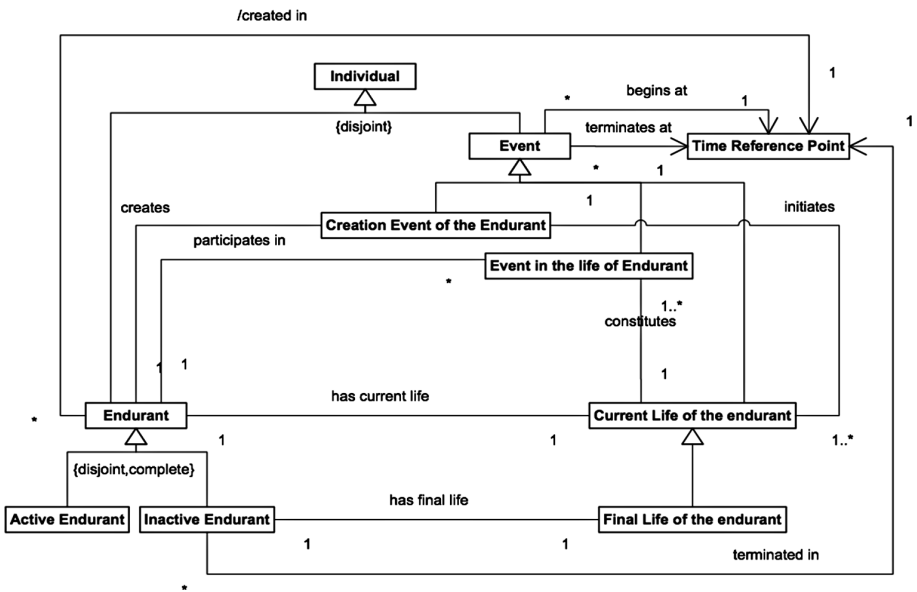 /created in
1
Individual
begins at
*
1
1
{disjoint}
terminates at
Event
Time Reference Point
*
1
1
creates
initiates
Creation Event of the Endurant
participates in
Event in the life of Endurant
*
1..*
constitutes
1
1
1
has current life
Endurant
Current Life of the endurant
*
1
1
1..*
{disjoint,complete}
has final life
Active Endurant
Inactive Endurant
Final Life of the endurant
1
1
terminated in
*